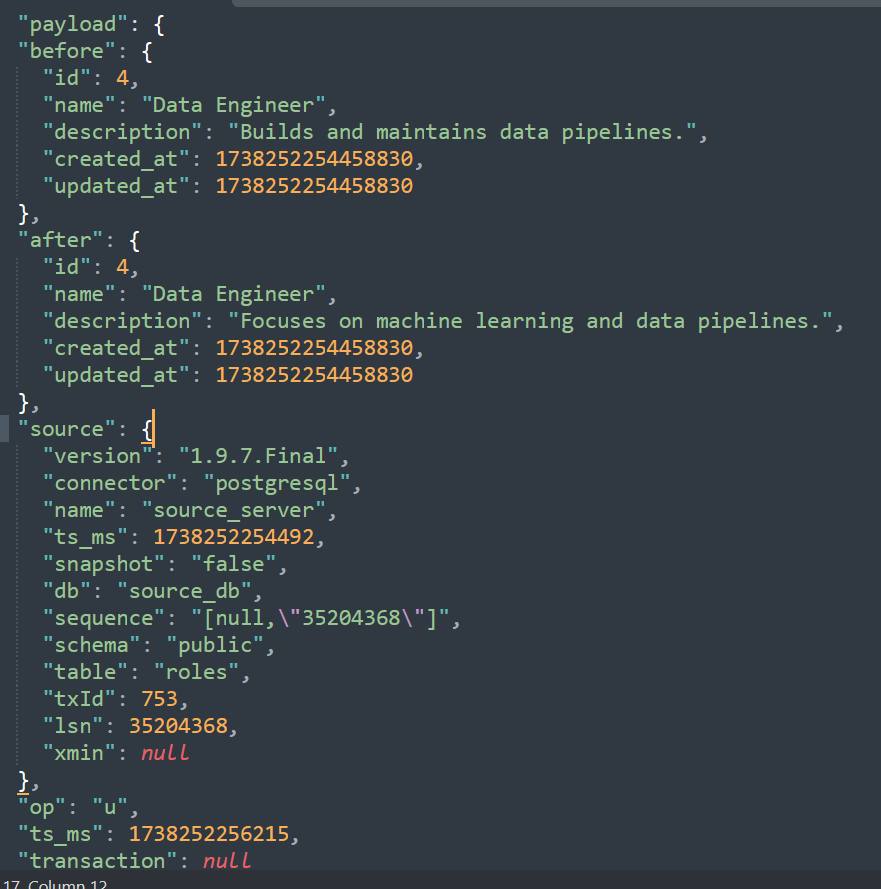 "payload": {
"before": {
"id": 4,
"name": "Data Engineer",
"description": "Builds and maintains data pipelines.",
"created_at": 1738252254458830,
"updated_at": 1738252254458830
},
"after": {
"id": 4,
"name": "Data Engineer",
"description": "Focuses on machine learning and data pipelines.",
"created_at": 1738252254458830,
"updated_at": 1738252254458830
},
"source": {
"version": "1.9.7.Final",
"connector": "postgresql",
"name": "source_server",
"ts_ms": 1738252254492,
"snapshot": "false",
"db": "source_db",
"sequence": "[null,\"35204368\"]",
"schema": "public",
"table": "roles",
"txId": 753,
"lsn": 35204368,
"xmin": null
},
"op": "u",
"ts_ms": 1738252256215,
"transaction": null
17, Column 12